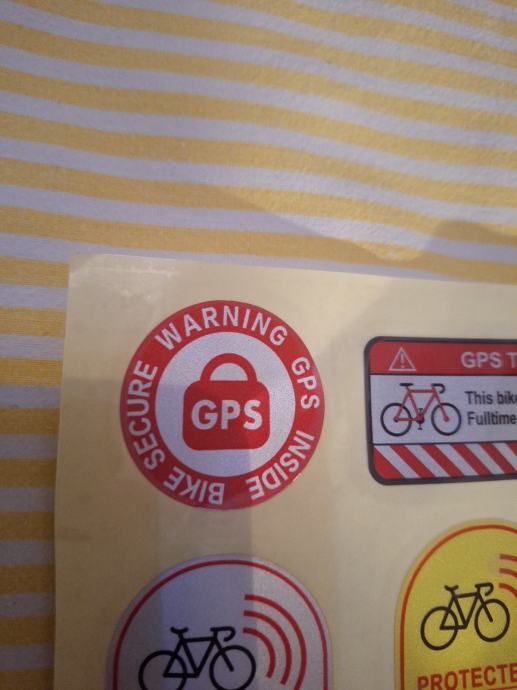 WARNING GPS INSIDE BIKE SECURE
GPS
GPS
This bike
Fulltime
PROTECTE